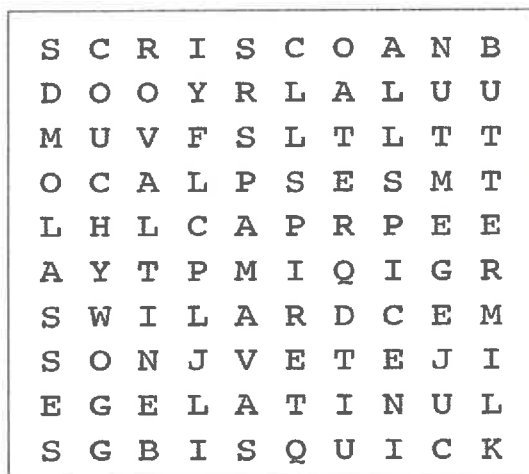 S C R I S C O A N B
D O O Y R L A L U U
M U V F S L T L T T
O C A L P S E S M T
L H L C A P R P E E
A Y T P M I Q I G R
S W I L A R D C E M
S O N J V E T E J I
E G E L A T I N U L
S G B I S Q U I C K